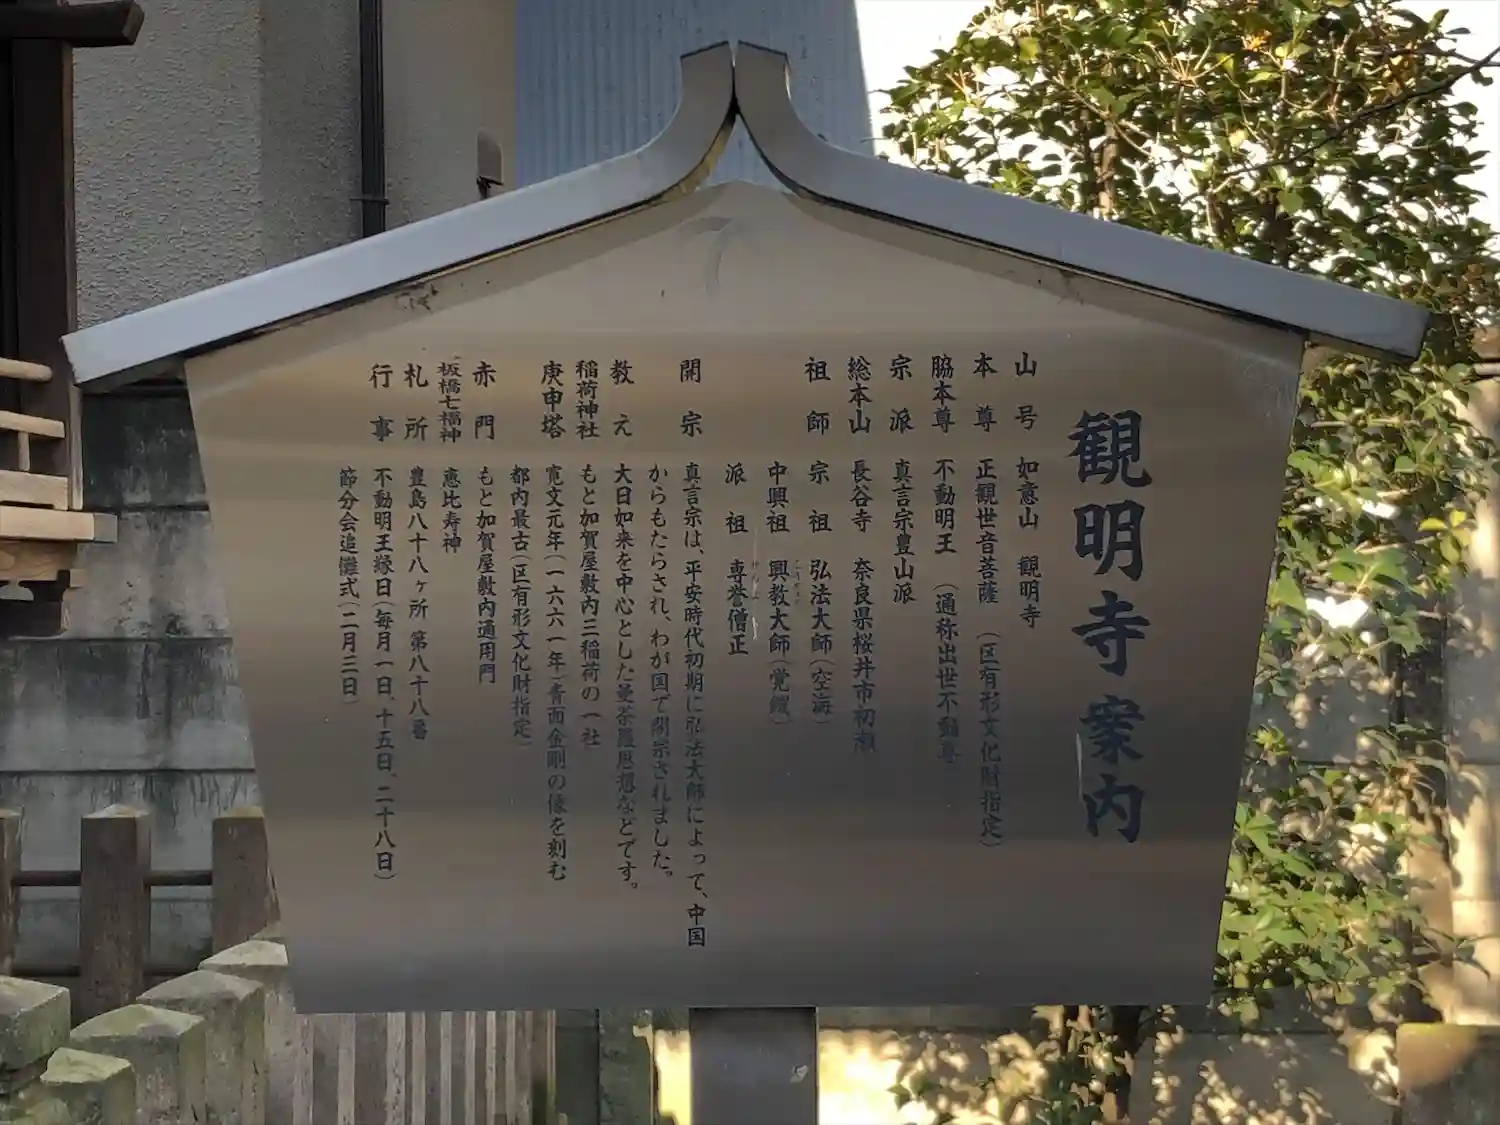 観明寺案内
山号 如意山 観明寺
本尊 正観世音菩薩 (区有形文化財指定)
脇本尊 不動明王 (通称出世不動尊)
宗派 真言宗豊山派
総本山 長谷寺 奈良県桜井市初瀬
祖師 宗祖 弘法大師(空海)
中興祖 興教大師(覚鑁)
派祖 専誉僧正
開宗 真言宗は、平安時代初期に弘法大師によって、中国
からもたらされ、わが国で開宗されました。
教え 大日如来を中心とした曼荼羅思想などです。
稲荷神社 もと加賀屋敷内三稲荷の一社
庚申塔 寛文元年(一六六一年)青面金剛の像を刻む
都内最古(区有形文化財指定)
赤門 もと加賀屋敷内通用門
板橋七福神 恵比寿神
札所 豊島八十八ヶ所 第八十八番
行事 不動明王縁日(毎月一日、十五日、二十八日)
節分会追儺式(二月三日)